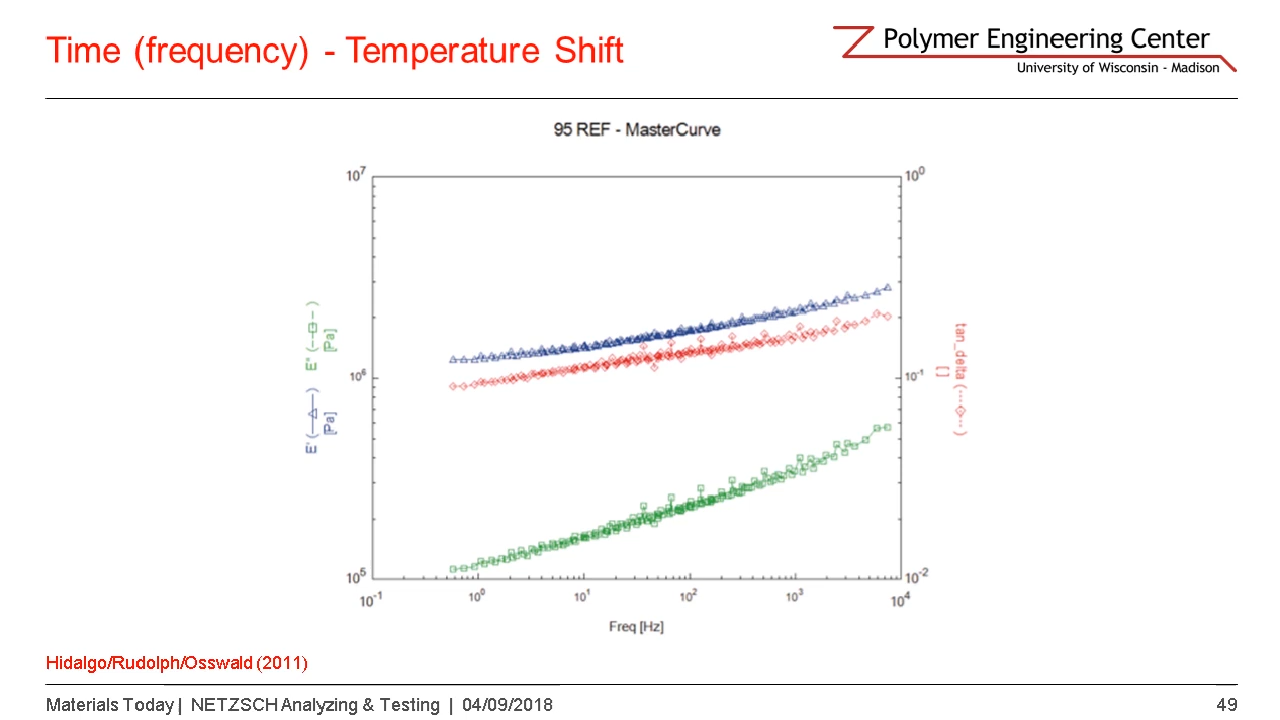 Time (frequency) - Temperature Shift
Polymer Engineering Center
University of Wisconsin - Madison
95 REF - MasterCurve
10⁷
10⁰
E" (--□--)
[Pa]
E' (—△—)
[Pa]
10⁶
10⁻¹
tan_delta (···◇···)
[ ]
10⁵
10⁻²
10⁻¹
10⁰
10¹
10²
10³
10⁴
Freq [Hz]
Hidalgo/Rudolph/Osswald (2011)
Materials Today | NETZSCH Analyzing & Testing | 04/09/2018
49